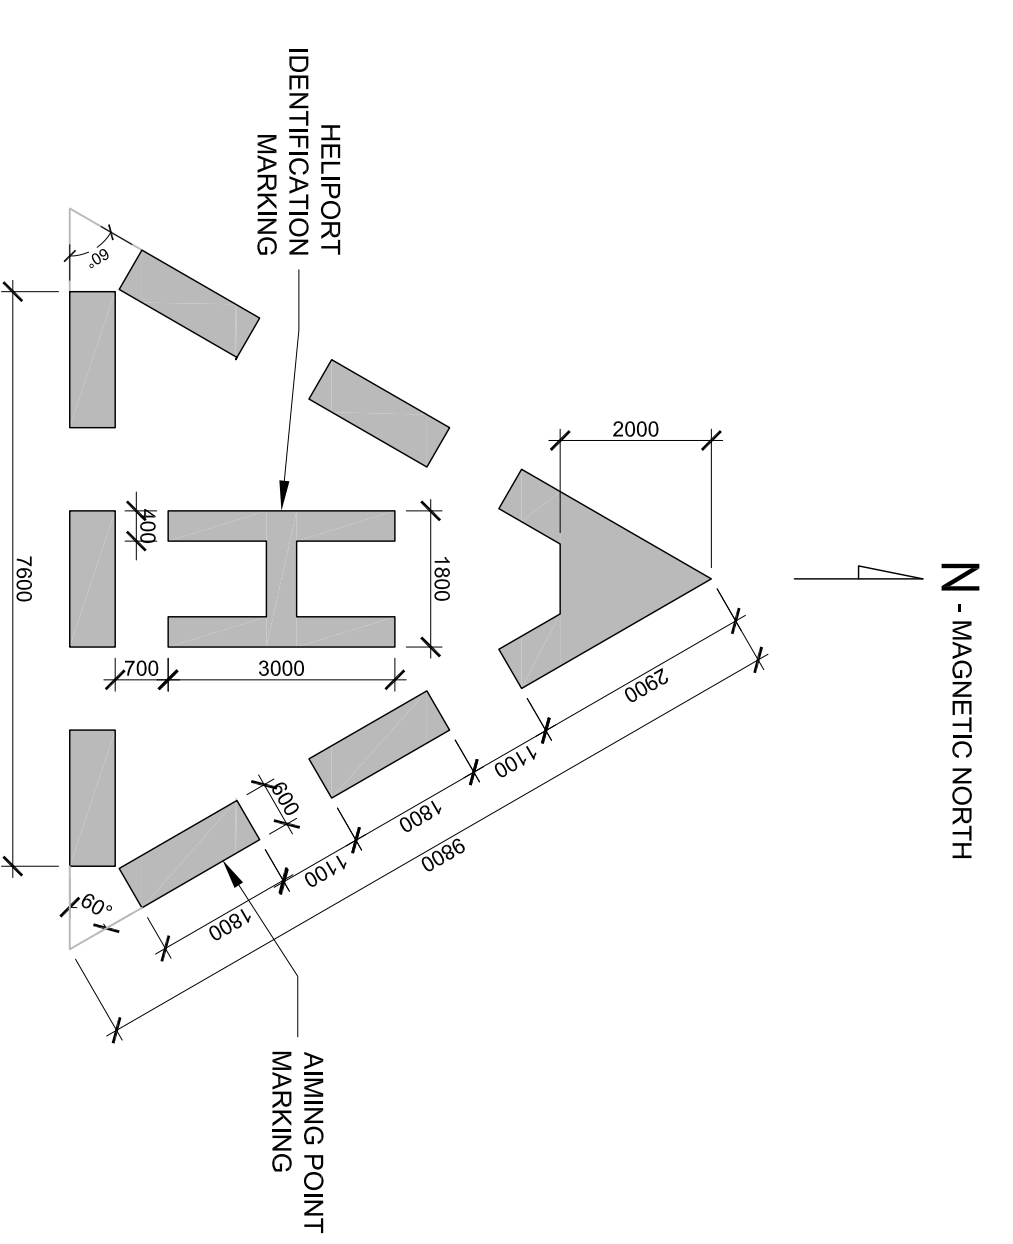 N - MAGNETIC NORTH
2000
2900
1100
1800
1100
1800
9800
1800
3000
700
400
600
HELIPORT
IDENTIFICATION
MARKING
AIMING POINT
MARKING
60°
60°
7600